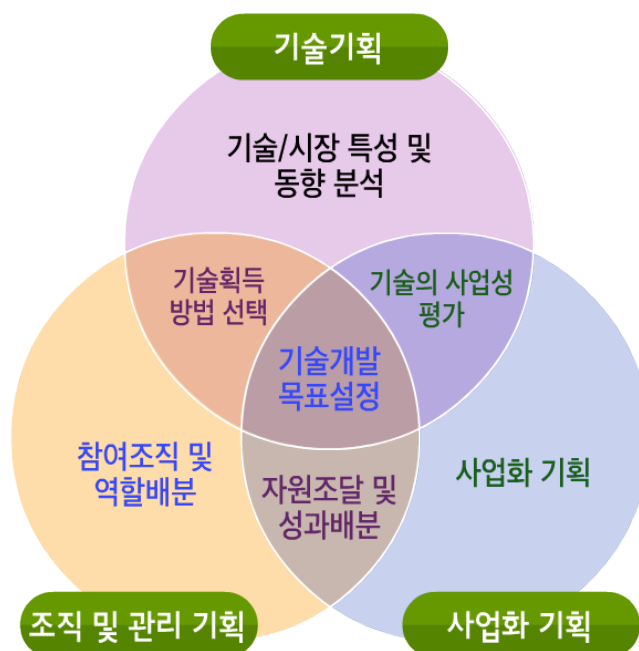 기술기획
기술/시장 특성 및
동향 분석
기술획득
방법 선택
기술의 사업성
평가
기술개발
목표설정
참여조직 및
역할배분
자원조달 및
성과배분
사업화 기획
조직 및 관리 기획
사업화 기획